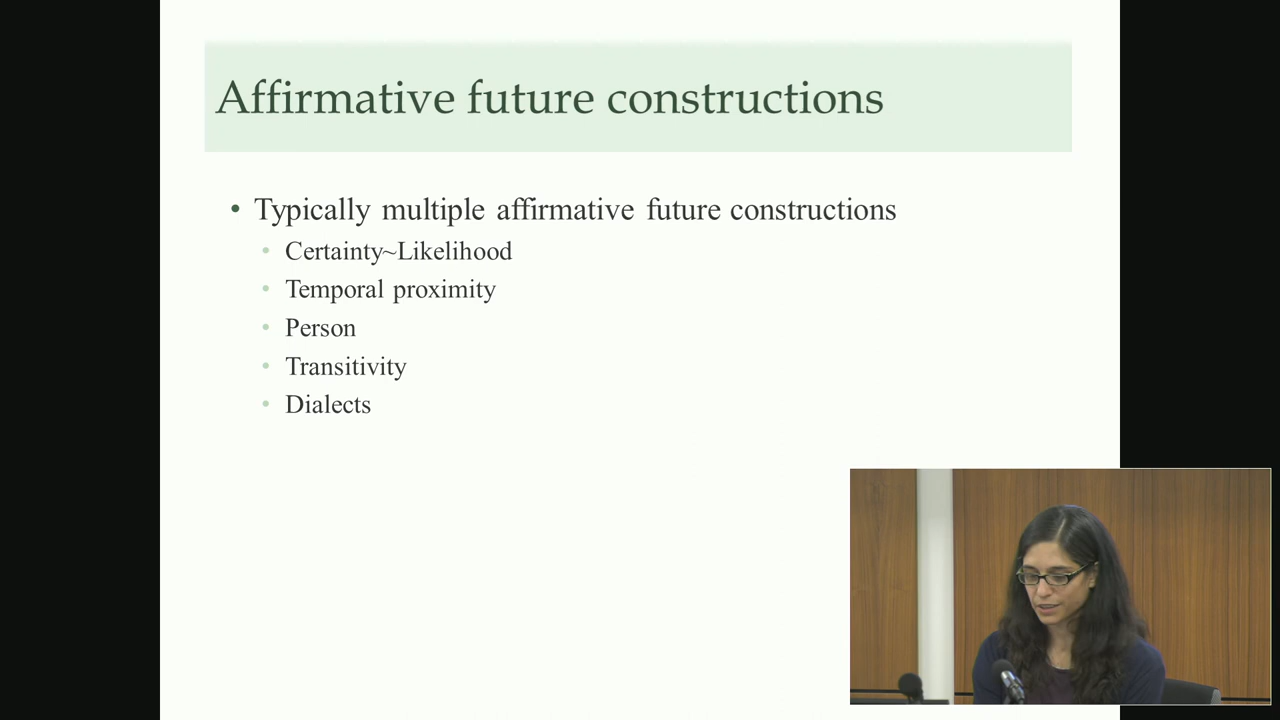 Affirmative future constructions
• Typically multiple affirmative future constructions
• Certainty~Likelihood
• Temporal proximity
• Person
• Transitivity
• Dialects